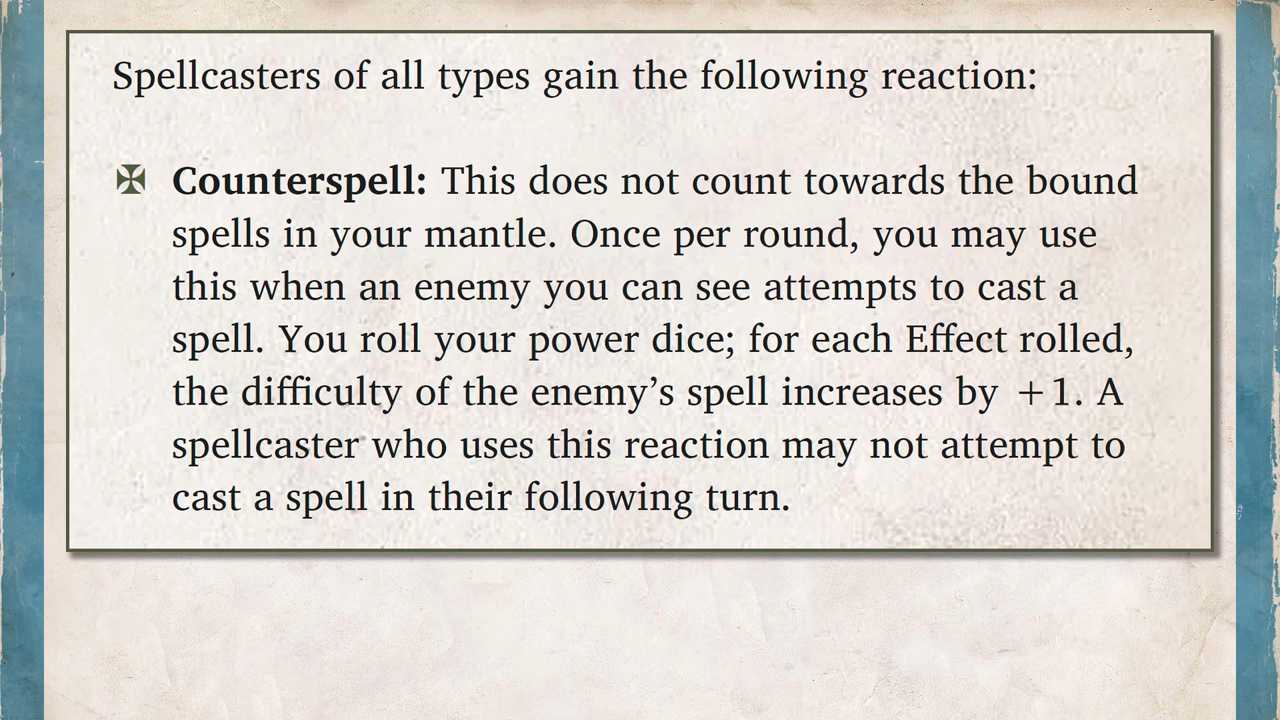 Spellcasters of all types gain the following reaction:
✠ Counterspell: This does not count towards the bound
spells in your mantle. Once per round, you may use
this when an enemy you can see attempts to cast a
spell. You roll your power dice; for each Effect rolled,
the difficulty of the enemy’s spell increases by +1. A
spellcaster who uses this reaction may not attempt to
cast a spell in their following turn.